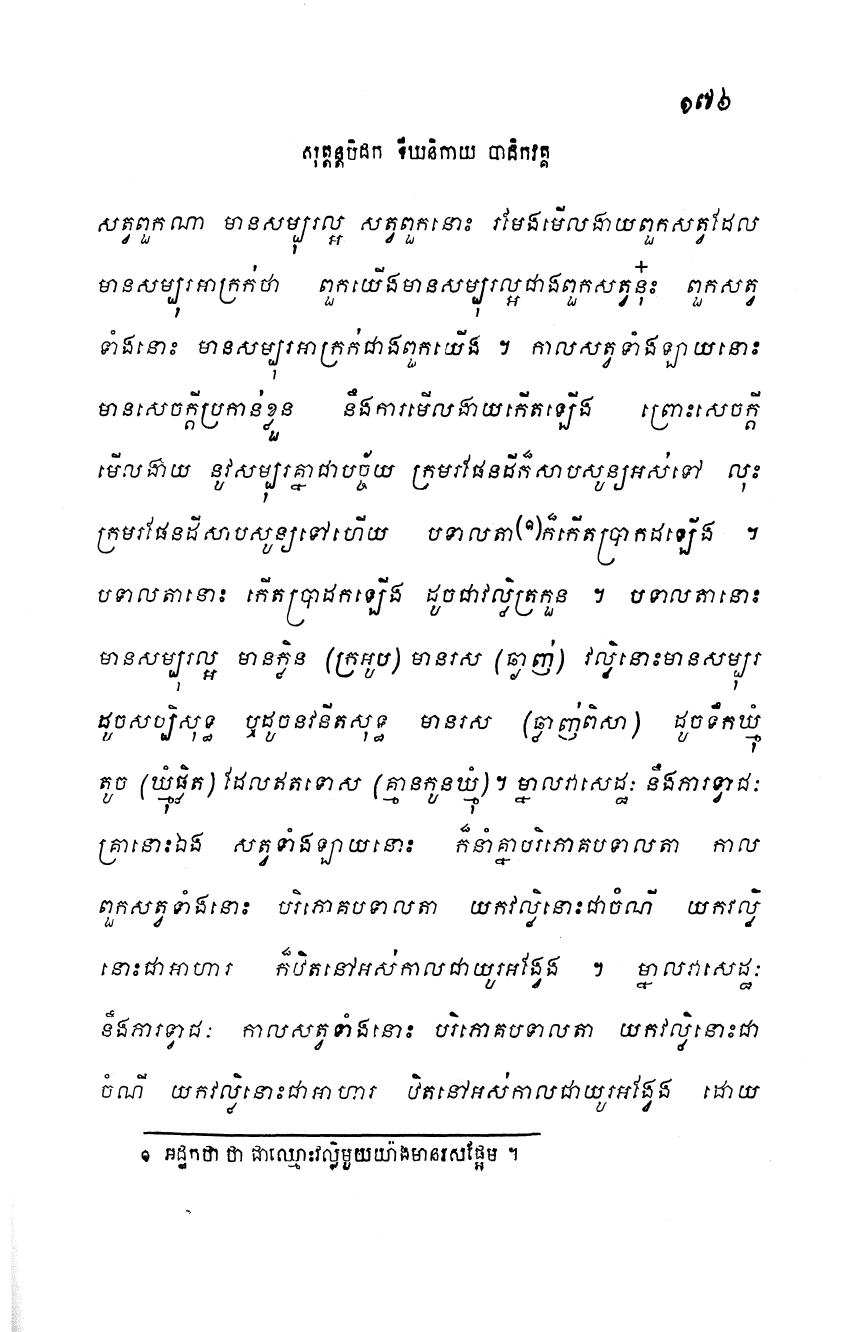 ១៧៦
សុត្តន្តបិដក ទីឃនិកាយ បាដិកវគ្គ
សត្វពួកណា មានសម្បុរល្អ សត្វពួកនោះ រមែងមើលងាយពួកសត្វដែល
មានសម្បុរអាក្រក់ថា ពួកយើងមានសម្បុរល្អជាងពួកសត្វនុ៎ះ ពួកសត្វ
ទាំងនោះ មានសម្បុរអាក្រក់ជាងពួកយើង ។ កាលសត្វទាំងឡាយនោះ
មានសេចក្តីប្រកាន់ខ្លួន នឹងការមើលងាយកើតឡើង ព្រោះសេចក្តី
មើលងាយ នូវសម្បុរគ្នាជាបច្ច័យ ក្រមរផែនដីក៏សាបសូន្យអស់ទៅ លុះ
ក្រមរផែនដីសាបសូន្យទៅហើយ បទាលតា(១)ក៏កើតប្រាកដឡើង ។
បទាលតានោះ កើតប្រាដកឡើង ដូចជាវល្លិត្រកួន ។ បទាលតានោះ
មានសម្បុរល្អ មានក្លិន (ក្រអូប) មានរស (ឆ្ងាញ់) វល្លិនោះមានសម្បុរ
ដូចសប្បិសុទ្ធ ឬដូចនវនីតសុទ្ធ មានរស (ឆ្ងាញ់ពិសា) ដូចទឹកឃ្មុំ
តូច (ឃ្មុំផ្លិត) ដែលឥតទោស (គ្មានកូនឃ្មុំ) ។ ម្នាលវាសេដ្ឋៈ នឹងការទ្វាជៈ
គ្រានោះឯង សត្វទាំងឡាយនោះ ក៏នាំគ្នាបរិភោគបទាលតា កាល
ពួកសត្វទាំងនោះ បរិភោគបទាលតា យកវល្លិនោះជាចំណី យកវល្លិ
នោះជាអាហារ ក៏ឋិតនៅអស់កាលជាយូរអង្វែង ។ ម្នាលវាសេដ្ឋៈ
នឹងការទ្វាជៈ កាលសត្វទាំងនោះ បរិភោគបទាលតា យកវល្លិនោះជា
ចំណី យកវល្លិនោះជាអាហារ ឋិតនៅអស់កាលជាយូរអង្វែង ដោយ
១ អដ្ឋកថា ថា ជាឈ្មោះវល្លិមួយយ៉ាងមានរសផ្អែម ។